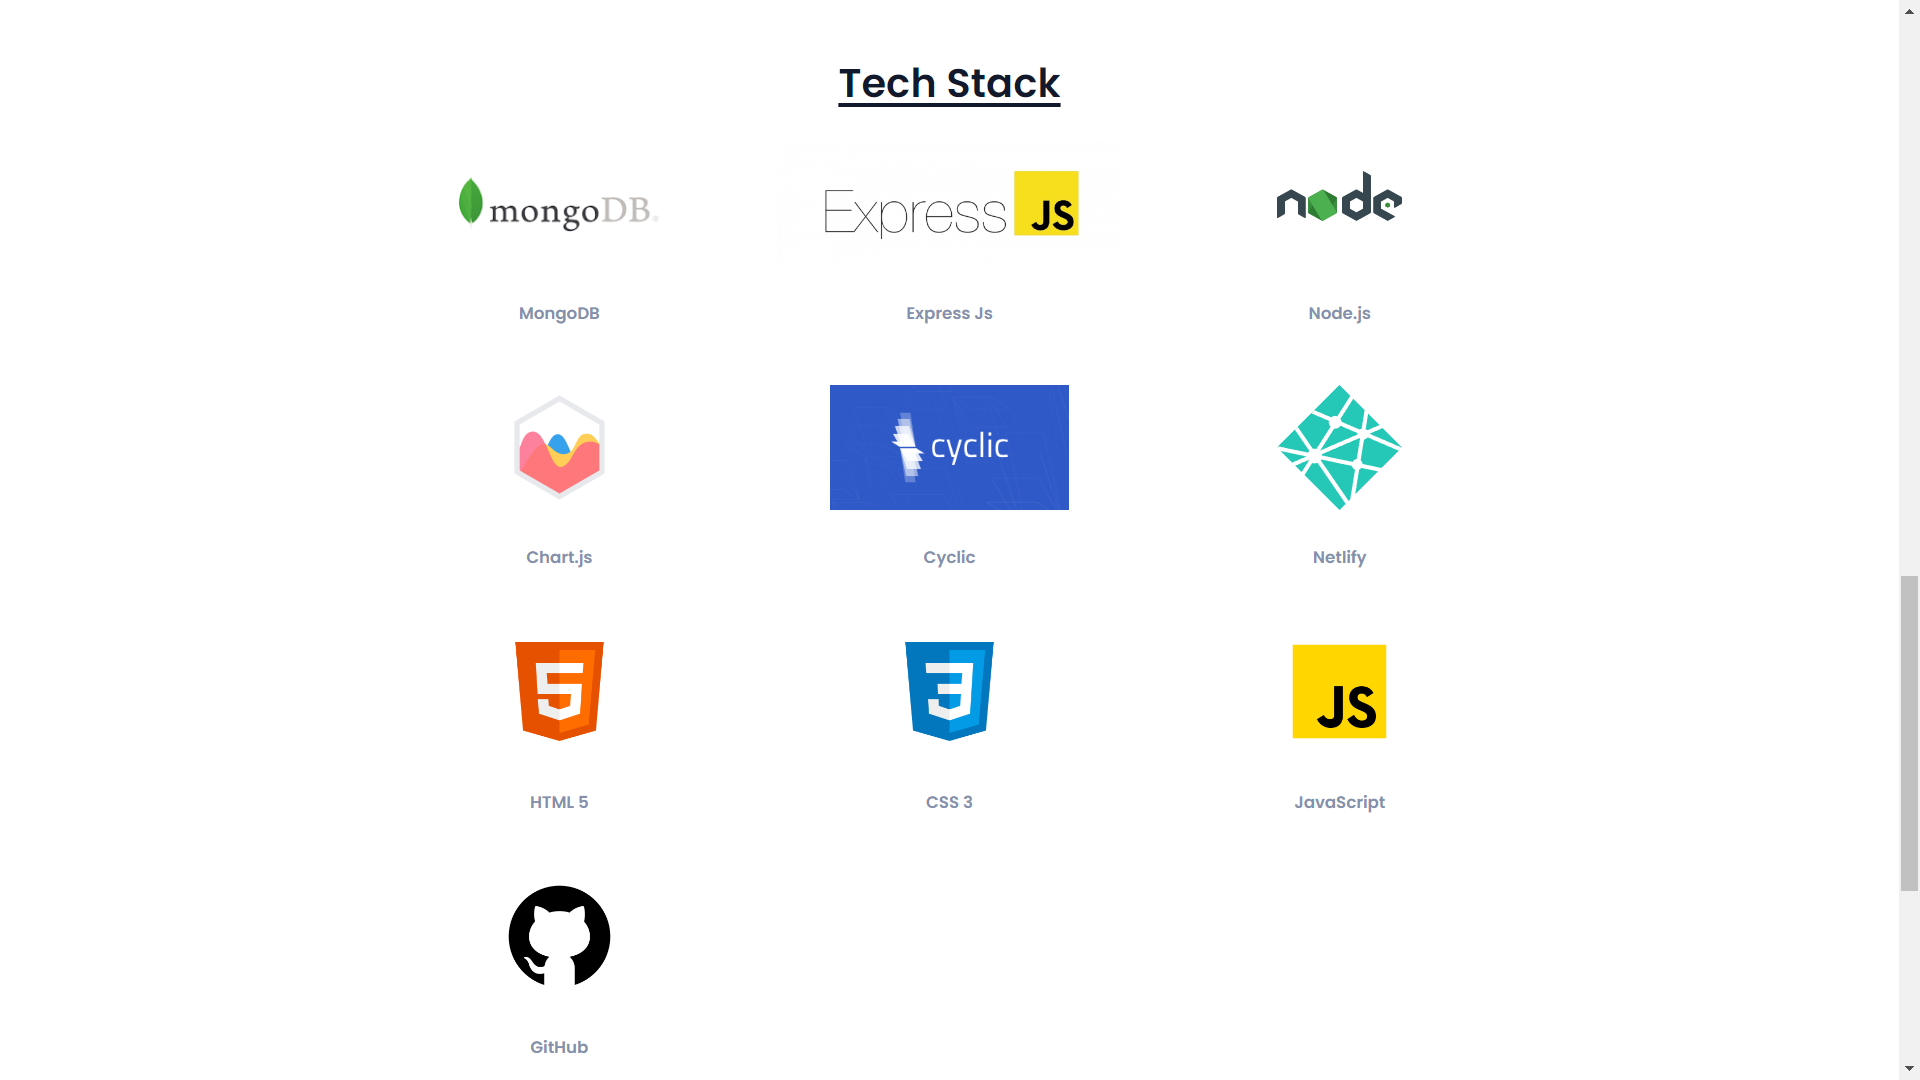 Tech Stack
mongoDB.
Express JS
node
MongoDB
Express Js
Node.js
cyclic
Chart.js
Cyclic
Netlify
5
3
JS
HTML 5
CSS 3
JavaScript
GitHub